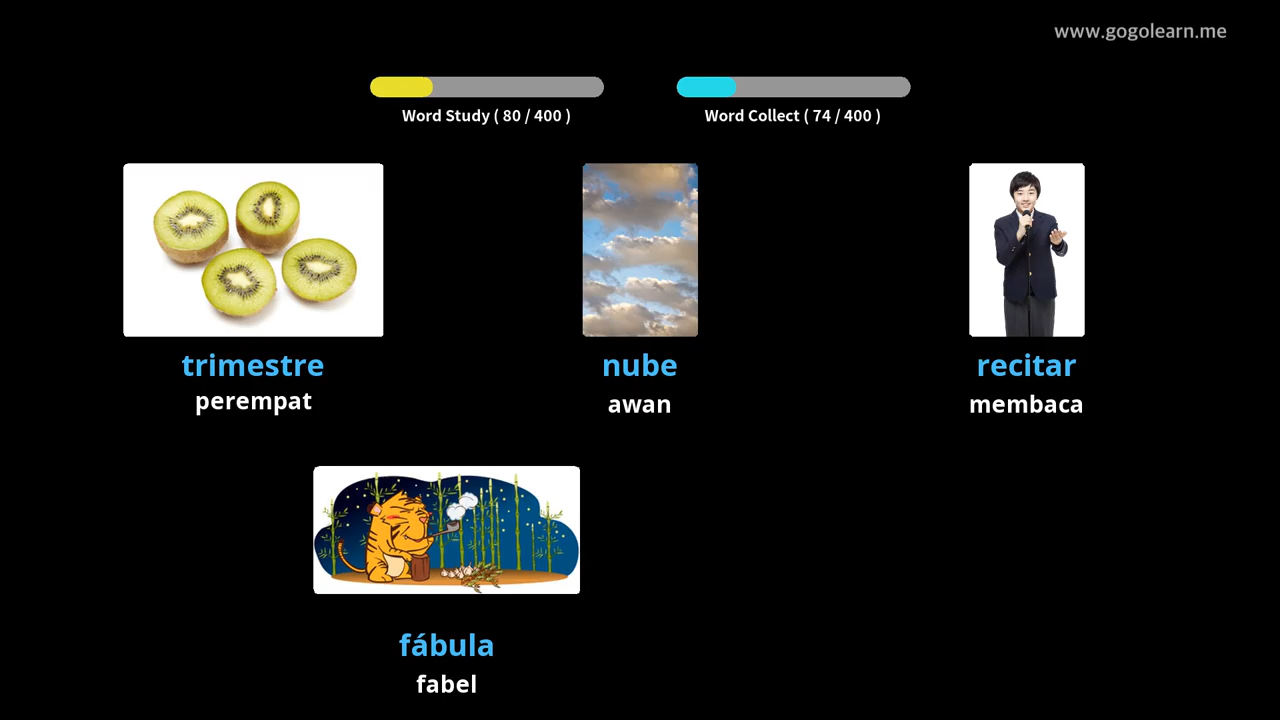 www.gogolearn.me
Word Study ( 80 / 400 )
Word Collect ( 74 / 400 )
trimestre
perempat
nube
awan
recitar
membaca
fábula
fabel